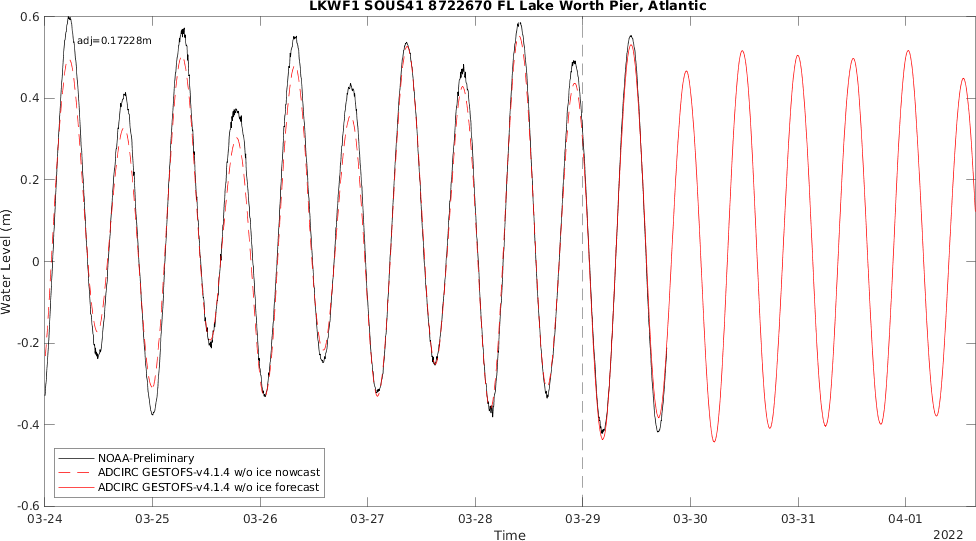 LKWF1 SOUS41 8722670 FL Lake Worth Pier, Atlantic
adj=0.17228m
0.6
0.4
0.2
0
-0.2
-0.4
-0.6
Water Level (m)
NOAA-Preliminary
ADCIRC GESTOFS-v4.1.4 w/o ice nowcast
ADCIRC GESTOFS-v4.1.4 w/o ice forecast
03-24 03-25 03-26 03-27 03-28 03-29 03-30 03-31 04-01
Time
2022